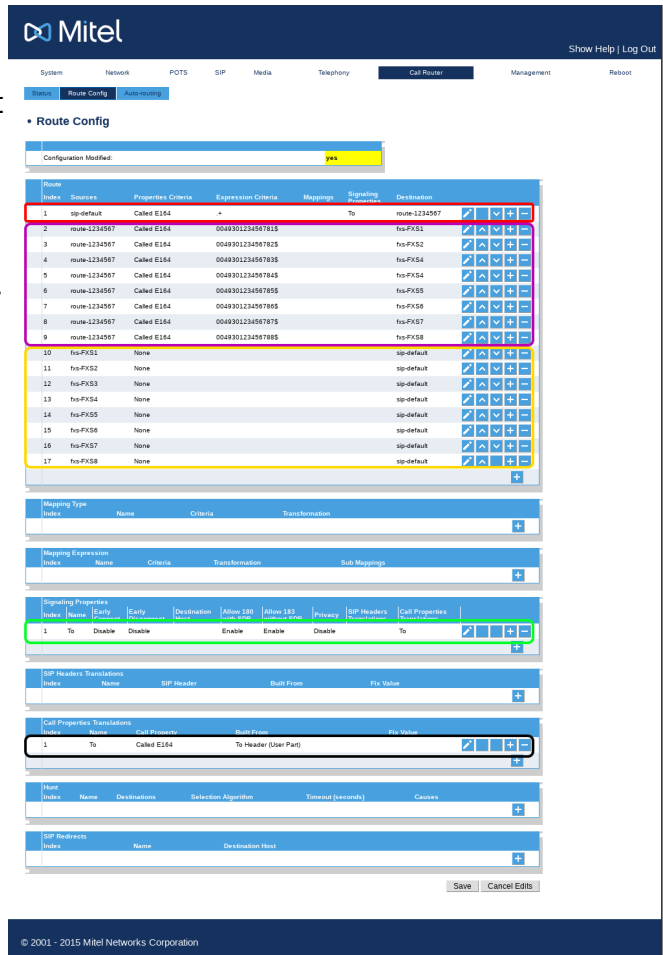 Mitel
Show Help | Log Out
System Network POTS SIP Media Telephony Call Router Management Reboot
Status Route Config Auto-routing
• Route Config
Configuration Modified: yes
Route
Index Sources Properties Criteria Expression Criteria Mappings Signaling Properties Destination
1 sip-default Called E164 .+ To route-1234567
2 route-1234567 Called E164 004930123456781$ fxs-FXS1
3 route-1234567 Called E164 004930123456782$ fxs-FXS2
4 route-1234567 Called E164 004930123456783$ fxs-FXS4
5 route-1234567 Called E164 004930123456784$ fxs-FXS4
6 route-1234567 Called E164 004930123456785$ fxs-FXS5
7 route-1234567 Called E164 004930123456786$ fxs-FXS6
8 route-1234567 Called E164 004930123456787$ fxs-FXS7
9 route-1234567 Called E164 004930123456788$ fxs-FXS8
10 fxs-FXS1 None sip-default
11 fxs-FXS2 None sip-default
12 fxs-FXS3 None sip-default
13 fxs-FXS4 None sip-default
14 fxs-FXS5 None sip-default
15 fxs-FXS6 None sip-default
16 fxs-FXS7 None sip-default
17 fxs-FXS8 None sip-default
Mapping Type
Index Name Criteria Transformation
Mapping Expression
Index Name Criteria Transformation Sub Mappings
Signaling Properties
Index Name Early Connect Early Disconnect Destination Host Allow 180 with SDP Allow 183 without SDP Privacy SIP Headers Translations Call Properties Translations
1 To Disable Disable Enable Enable Disable To
SIP Headers Translations
Index Name SIP Header Built From Fix Value
Call Properties Translations
Index Name Call Property Built From Fix Value
1 To Called E164 To Header (User Part)
Hunt
Index Name Destinations Selection Algorithm Timeout (seconds) Causes
SIP Redirects
Index Name Destination Host
Save Cancel Edits
© 2001 - 2015 Mitel Networks Corporation